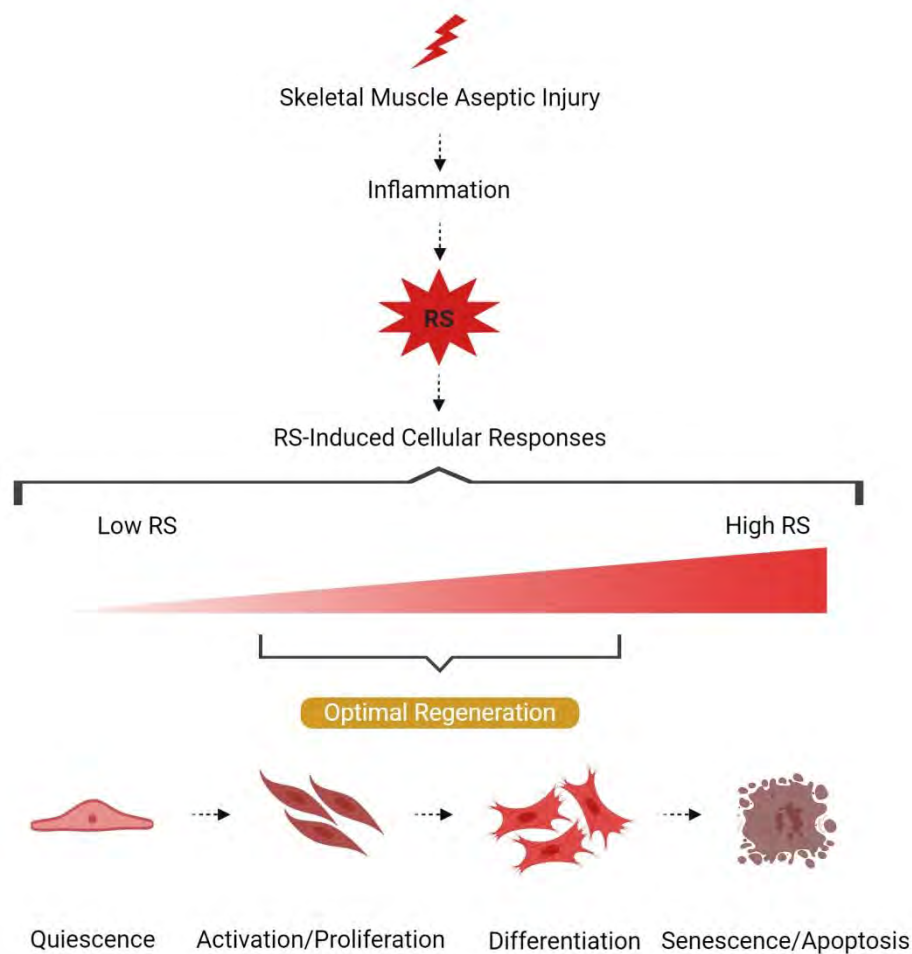 Skeletal Muscle Aseptic Injury
Inflammation
RS
RS-Induced Cellular Responses
Low RS
High RS
Optimal Regeneration
Quiescence
Activation/Proliferation
Differentiation
Senescence/Apoptosis